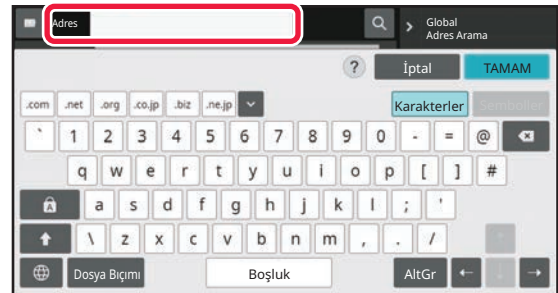 Adres
Global
Adres Arama
? İptal TAMAM
.com .net .org .co.jp .biz .ne.jp Karakterler Semboller
` 1 2 3 4 5 6 7 8 9 0 - = @
q w e r t y u i o p [ ] #
A a s d f g h j k l ; '
\ z x c v b n m , . /
Dosya Bıçımı Boşluk AltGr ← ↓ →